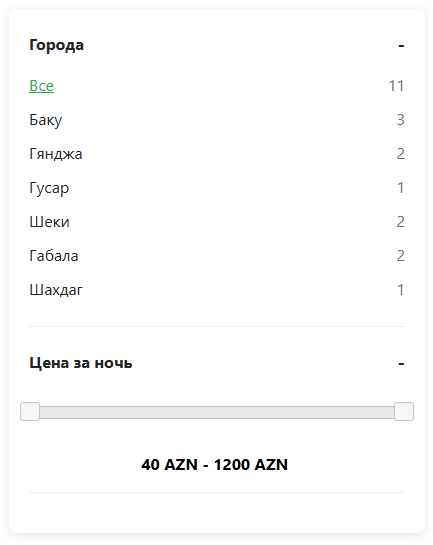 Города -
Все 11
Баку 3
Гянджа 2
Гусар 1
Шеки 2
Габала 2
Шахдаг 1
Цена за ночь -
40 AZN - 1200 AZN